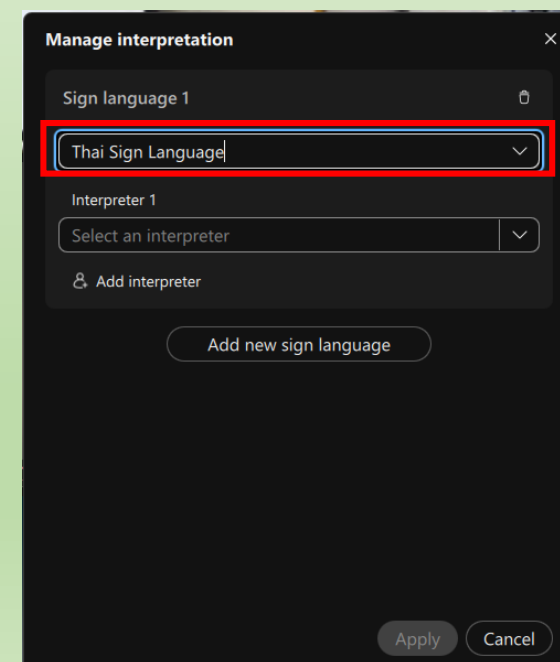 Manage interpretation
Sign language 1
Thai Sign Language
Interpreter 1
Select an interpreter
Add interpreter
Add new sign language
Apply
Cancel